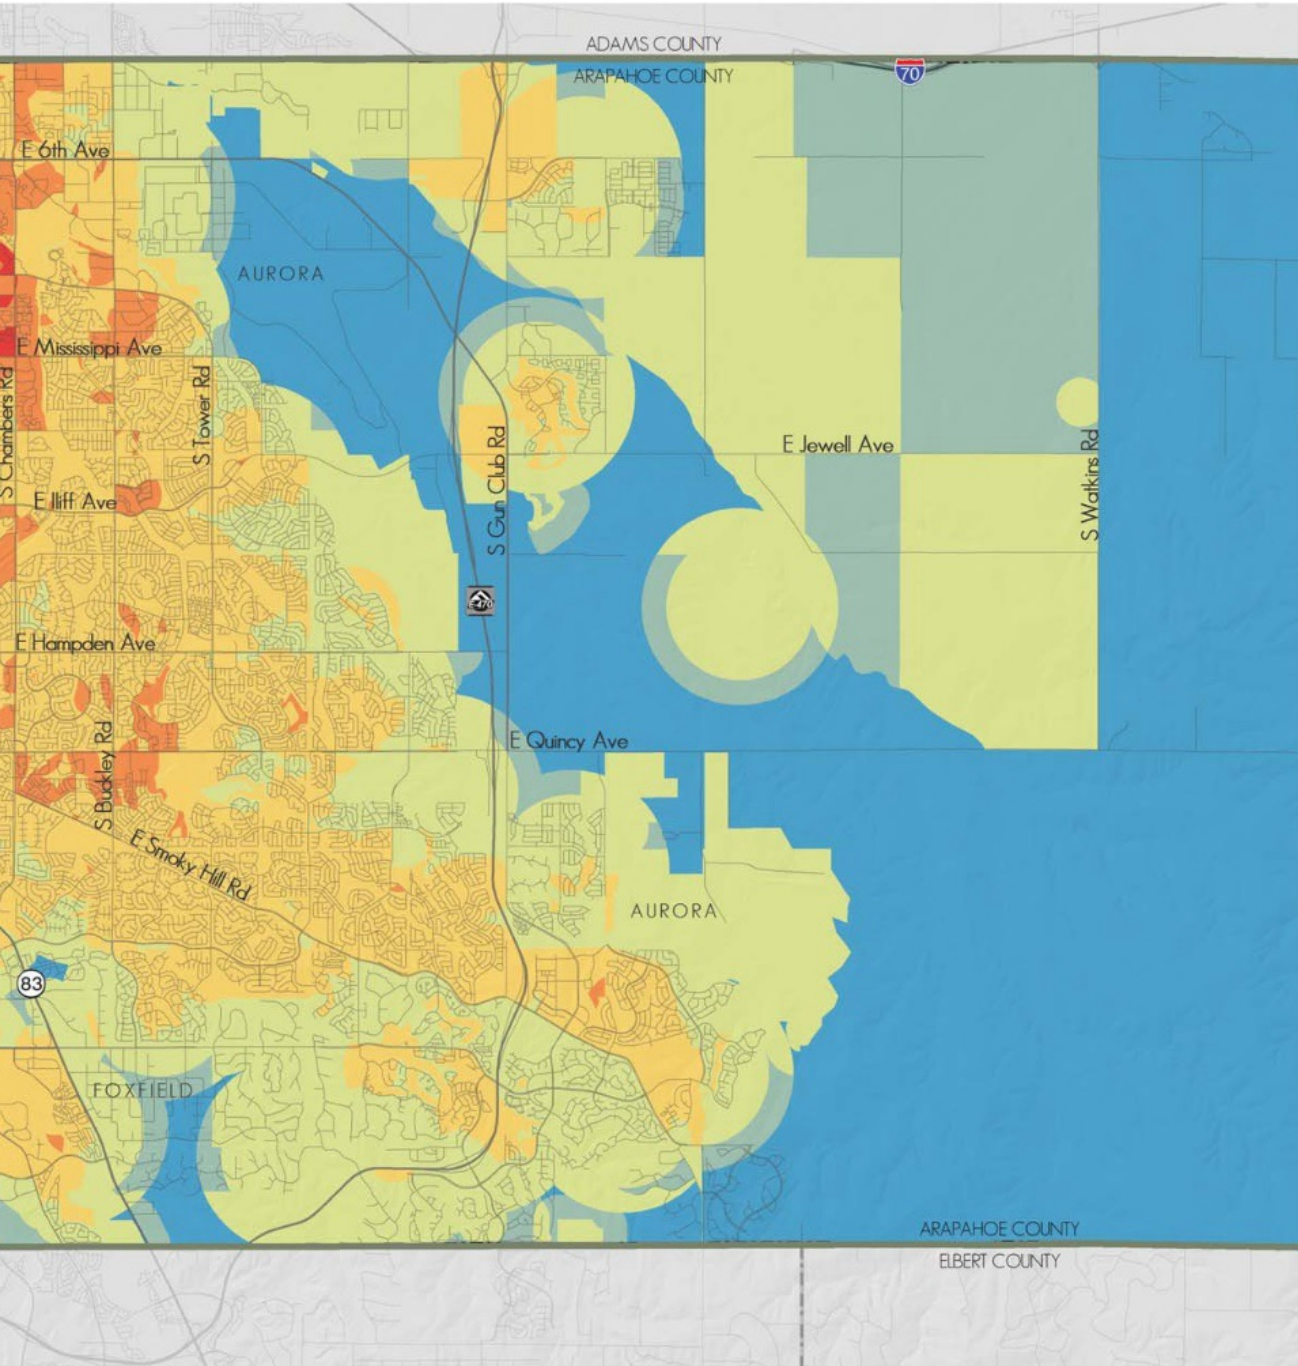 ADAMS COUNTY
ARAPAHOE COUNTY
70
E 6th Ave
AURORA
E Mississippi Ave
S Chambers Rd
S Tower Rd
S Gun Club Rd
E Jewell Ave
S Watkins Rd
E Iliff Ave
E-470
E Hampden Ave
S Buckley Rd
E Quincy Ave
E Smoky Hill Rd
AURORA
83
FOXFIELD
ARAPAHOE COUNTY
ELBERT COUNTY